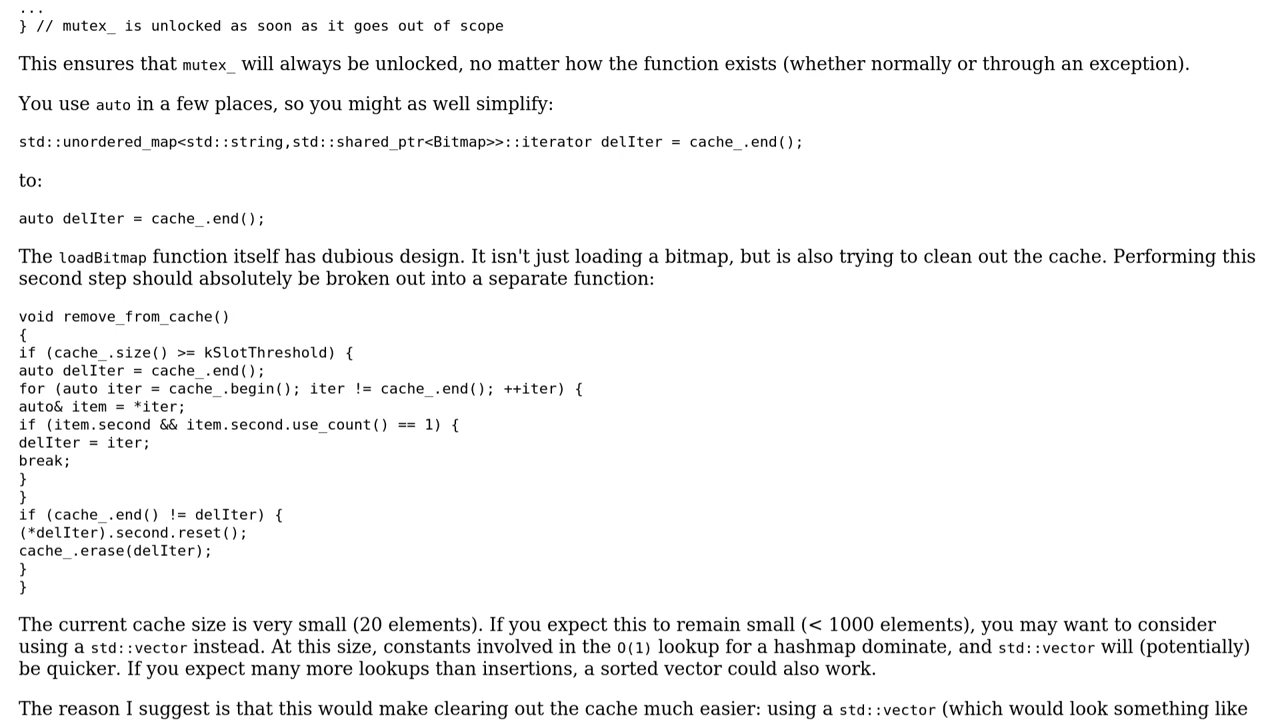 ...
} // mutex_ is unlocked as soon as it goes out of scope
This ensures that mutex_ will always be unlocked, no matter how the function exists (whether normally or through an exception).
You use auto in a few places, so you might as well simplify:
std::unordered_map<std::string,std::shared_ptr<Bitmap>>::iterator delIter = cache_.end();
to:
auto delIter = cache_.end();
The loadBitmap function itself has dubious design. It isn't just loading a bitmap, but is also trying to clean out the cache. Performing this
second step should absolutely be broken out into a separate function:
void remove_from_cache()
{
if (cache_.size() >= kSlotThreshold) {
auto delIter = cache_.end();
for (auto iter = cache_.begin(); iter != cache_.end(); ++iter) {
auto& item = *iter;
if (item.second && item.second.use_count() == 1) {
delIter = iter;
break;
}
}
if (cache_.end() != delIter) {
(*delIter).second.reset();
cache_.erase(delIter);
}
}
The current cache size is very small (20 elements). If you expect this to remain small (< 1000 elements), you may want to consider
using a std::vector instead. At this size, constants involved in the O(1) lookup for a hashmap dominate, and std::vector will (potentially)
be quicker. If you expect many more lookups than insertions, a sorted vector could also work.
The reason I suggest is that this would make clearing out the cache much easier: using a std::vector (which would look something like